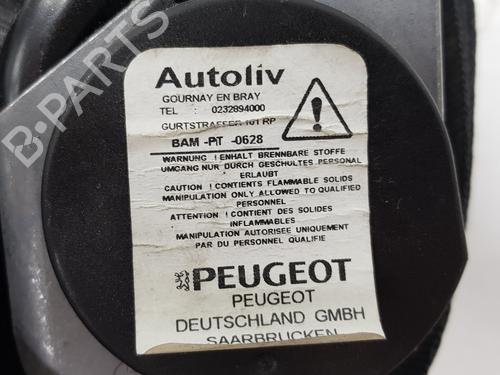 Autoliv
GOURNAY EN BRAY
TEL : 0232894000
GURTSTRAFFER 101 RP
BAM -P/T -0628
WARNUNG ! ENHALT BRENNBARE STOFFE
UMGANG NUR DURCH GESCHULTES PERSONAL
ERLAUBT
CAUTION ! CONTENTS FLAMMABLE SOLIDS
MANIPULATION ONLY ALLOWED TO QUALIFIED
PERSONNEL
ATTENTION ! CONTIENT DES SOLIDES
INFLAMMABLES
MANIPULATION AUTORISEE UNIQUEMENT
PAR DU PERSONNEL QUALIFIE
PEUGEOT
PEUGEOT
DEUTSCHLAND GMBH
SAARBRUCKEN
B-PARTS